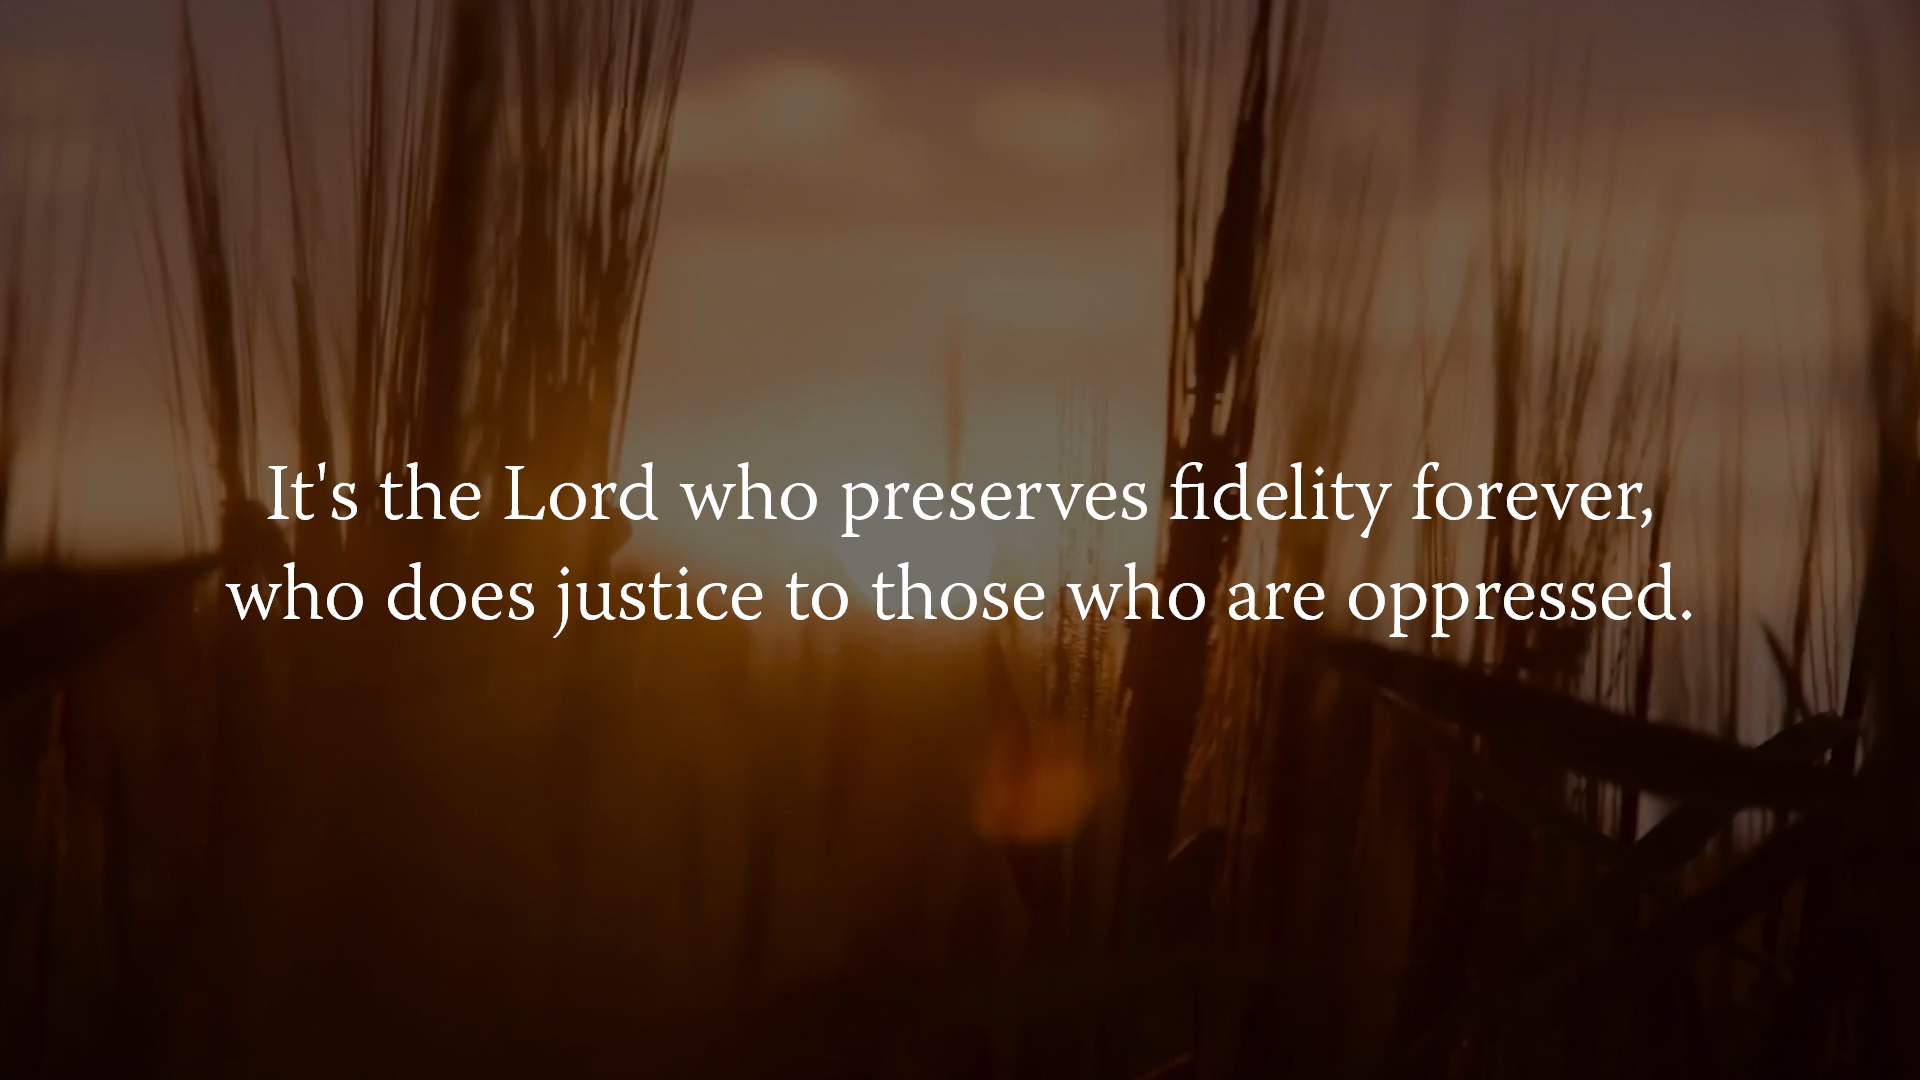 It's the Lord who preserves fidelity forever,
who does justice to those who are oppressed.